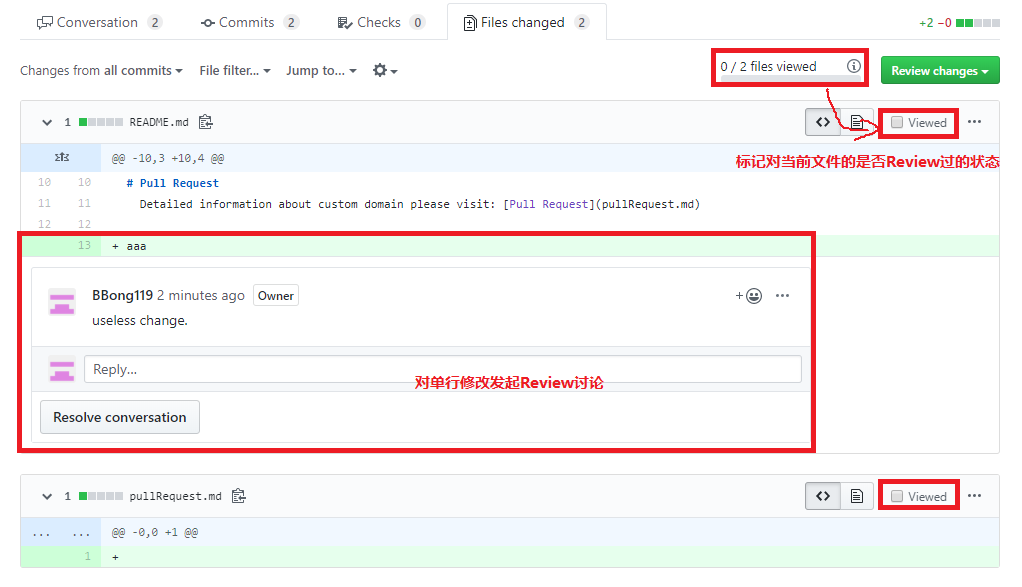 Conversation 2 Commits 2 Checks 0 Files changed 2 +2 −0
Changes from all commits File filter... Jump to... 0 / 2 files viewed Review changes
1 README.md <> Viewed ...
标记对当前文件的是否Review过的状态
@@ -10,3 +10,4 @@
10 10 # Pull Request
11 11 Detailed information about custom domain please visit: [Pull Request](pullRequest.md)
12 12
13 + aaa
BBong119 2 minutes ago Owner
useless change.
Reply...
对单行修改发起Review讨论
Resolve conversation
1 pullRequest.md <> Viewed ...
... ... @@ -0,0 +1 @@
1 +